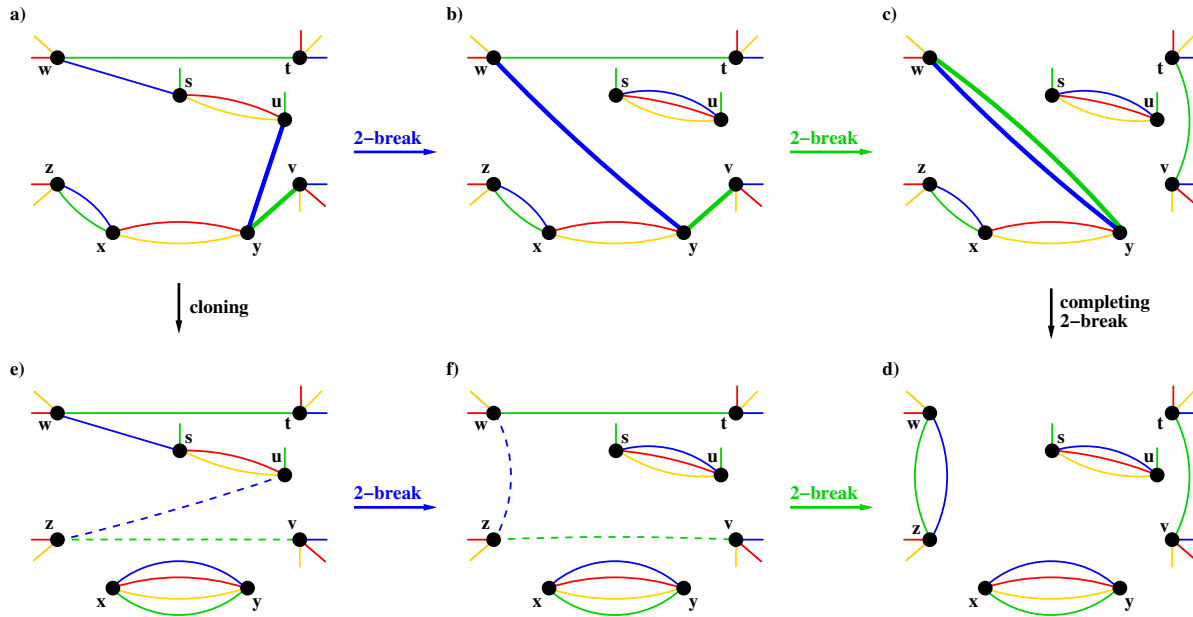 a)
b)
c)
w
t
s
u
z
v
x
y
2−break
w
t
s
u
z
v
x
y
2−break
w
t
s
u
z
v
x
y
cloning
completing
2−break
e)
f)
d)
w
t
s
u
z
v
x
y
2−break
w
t
s
u
z
v
x
y
2−break
w
t
s
u
z
v
x
y